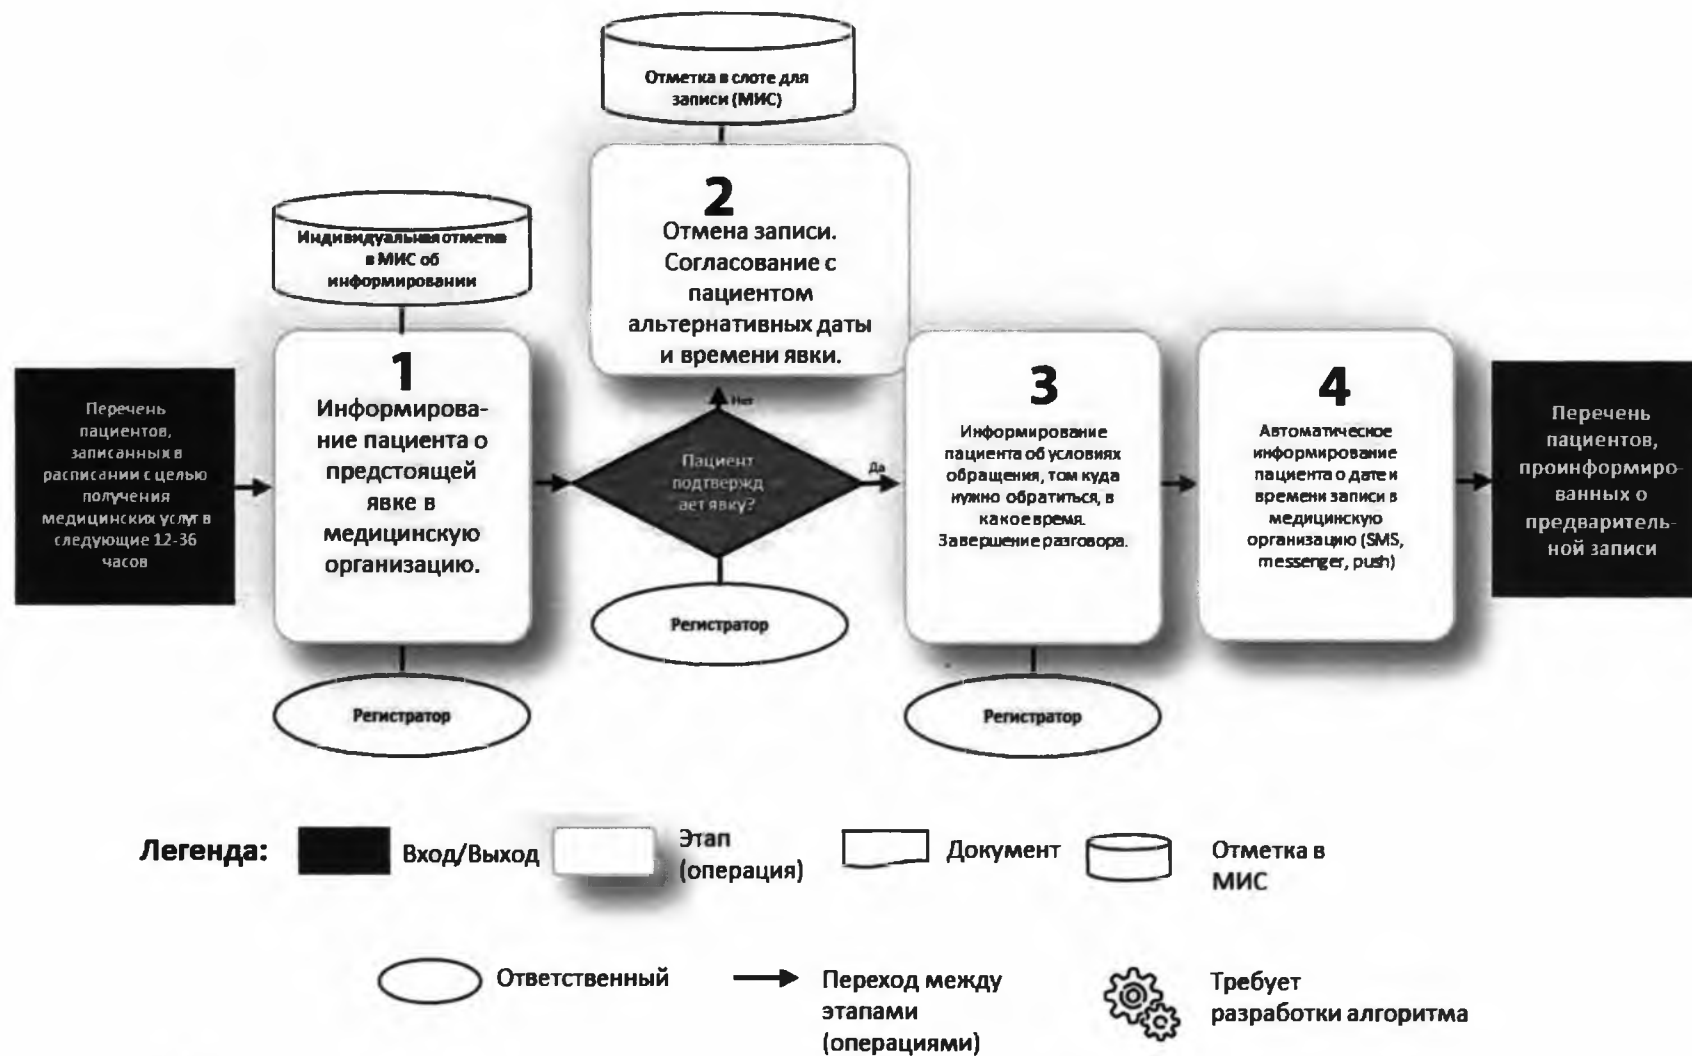 Отметка в слоте для
записи (МИС)
2
Отмена записи.
Согласование с
пациентом
альтернативных даты
и времени явки.
Индивидуальная отметка
в МИС об
информировании
Перечень
пациентов,
записанных в
расписании с целью
получения
медицинских услуг в
следующие 12-36
часов
1
Информирова-
ние пациента о
предстоящей
явке в
медицинскую
организацию.
Регистратор
Нет
Пациент
подтвержд
ает явку?
Да
Регистратор
3
Информирование
пациента об условиях
обращения, том куда
нужно обратиться, в
какое время.
Завершение разговора.
Регистратор
4
Автоматическое
информирование
пациента о дате и
времени записи в
медицинскую
организацию (SMS,
messenger, push)
Перечень
пациентов,
проинформиро-
ванных о
предваритель-
ной записи
Легенда:
Вход/Выход
Этап
(операция)
Документ
Отметка в
МИС
Ответственный
Переход между
этапами
(операциями)
Требует
разработки алгоритма